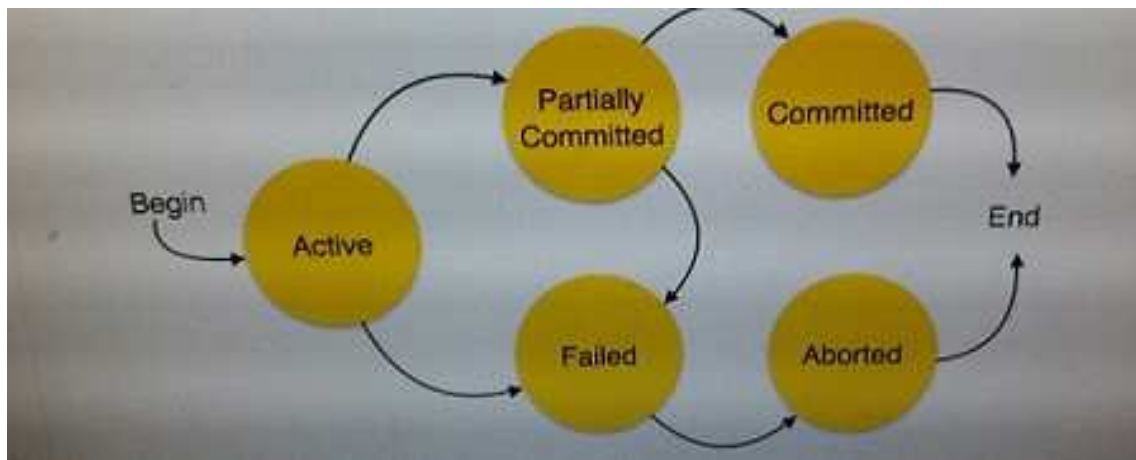 Partially
Committed
Committed
Begin
Active
End
Failed
Aborted